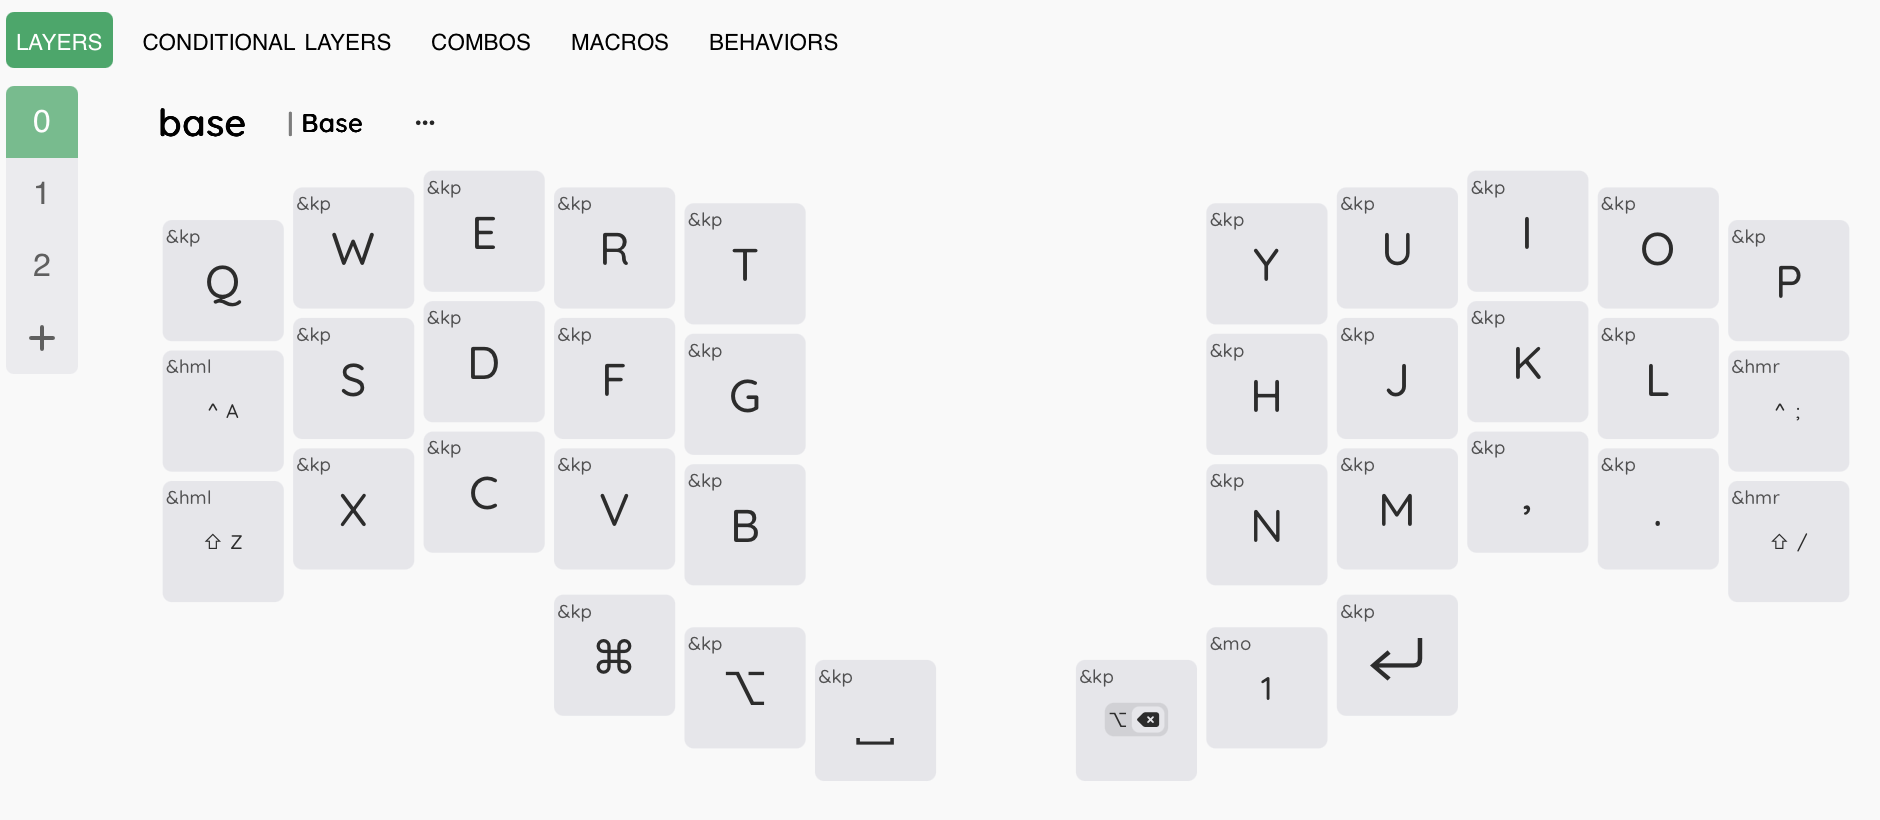 LAYERS CONDITIONAL LAYERS COMBOS MACROS BEHAVIORS
0
1
2
+
base | Base ...
&kp Q
&kp W
&kp E
&kp R
&kp T
&kp Y
&kp U
&kp I
&kp O
&kp P
&hml ^ A
&kp S
&kp D
&kp F
&kp G
&kp H
&kp J
&kp K
&kp L
&hmr ^ ;
&hml ⇧ Z
&kp X
&kp C
&kp V
&kp B
&kp N
&kp M
&kp ,
&kp .
&hmr ⇧ /
&kp ⌘
&kp ⌥
&kp ⎵
&kp ⌥ ⌫
&mo 1
&kp ↵